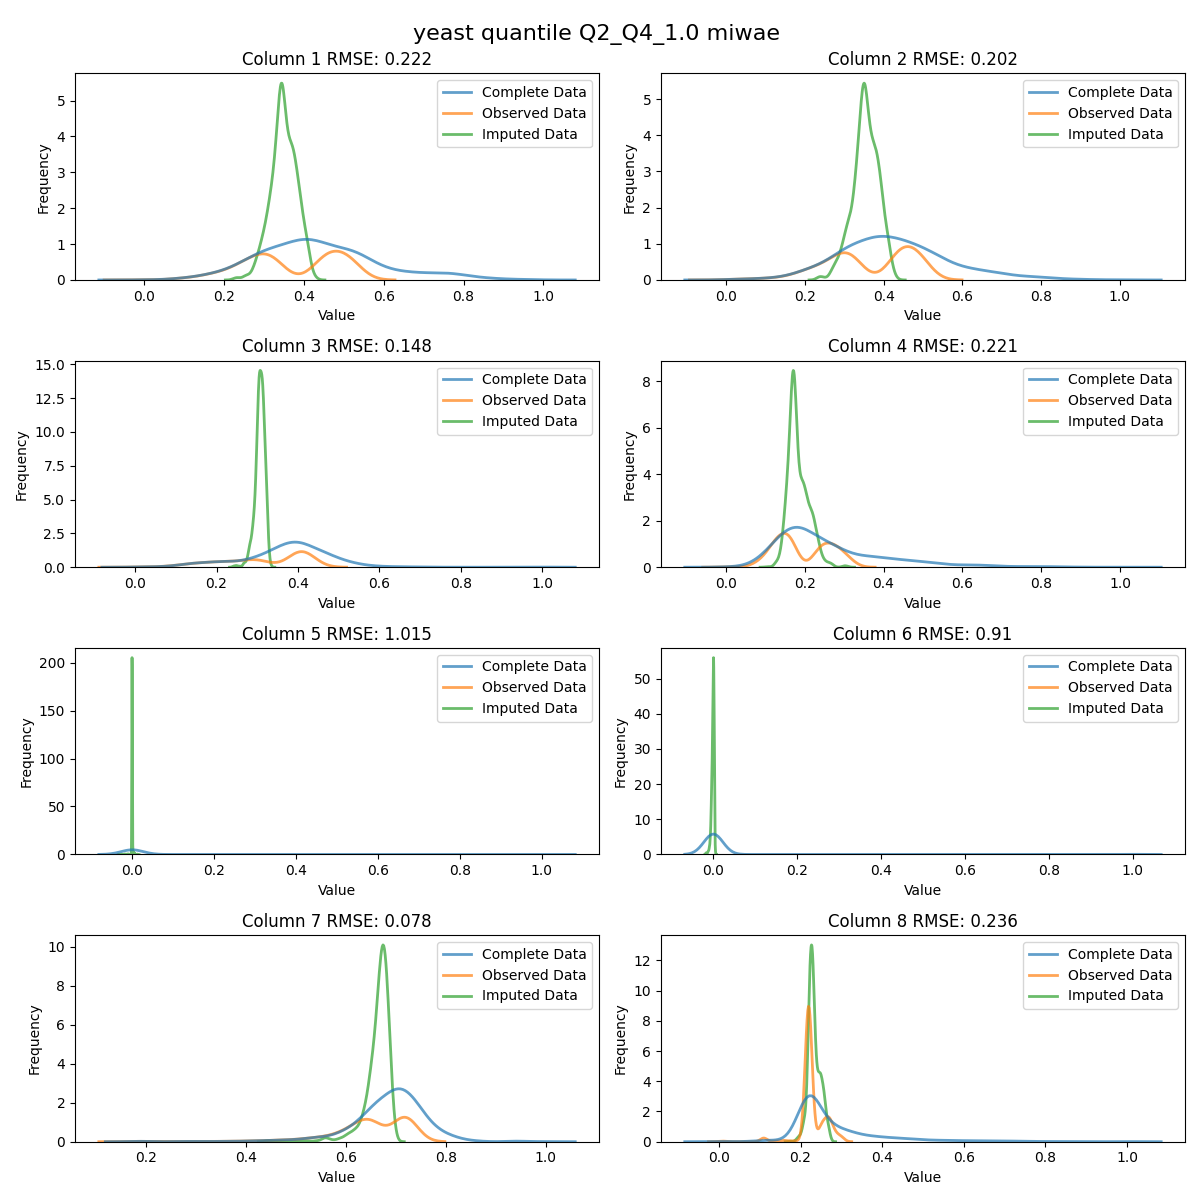 yeast quantile Q2_Q4_1.0 miwae
Column 1 RMSE: 0.222
Frequency
5
4
3
2
1
0
Complete Data
Observed Data
Imputed Data
0.0 0.2 0.4 0.6 0.8 1.0
Value
Column 2 RMSE: 0.202
Frequency
5
4
3
2
1
0
Complete Data
Observed Data
Imputed Data
0.0 0.2 0.4 0.6 0.8 1.0
Value
Column 3 RMSE: 0.148
Frequency
15.0
12.5
10.0
7.5
5.0
2.5
0.0
Complete Data
Observed Data
Imputed Data
0.0 0.2 0.4 0.6 0.8 1.0
Value
Column 4 RMSE: 0.221
Frequency
8
6
4
2
0
Complete Data
Observed Data
Imputed Data
0.0 0.2 0.4 0.6 0.8 1.0
Value
Column 5 RMSE: 1.015
Frequency
200
150
100
50
0
Complete Data
Observed Data
Imputed Data
0.0 0.2 0.4 0.6 0.8 1.0
Value
Column 6 RMSE: 0.91
Frequency
50
40
30
20
10
0
Complete Data
Observed Data
Imputed Data
0.0 0.2 0.4 0.6 0.8 1.0
Value
Column 7 RMSE: 0.078
Frequency
10
8
6
4
2
0
Complete Data
Observed Data
Imputed Data
0.2 0.4 0.6 0.8 1.0
Value
Column 8 RMSE: 0.236
Frequency
12
10
8
6
4
2
0
Complete Data
Observed Data
Imputed Data
0.0 0.2 0.4 0.6 0.8 1.0
Value